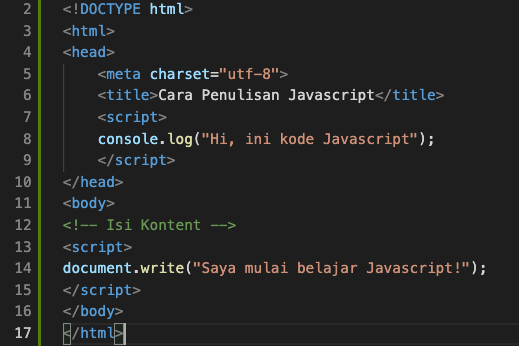 2 <!DOCTYPE html>
3 <html>
4 <head>
5 <meta charset="utf-8">
6 <title>Cara Penulisan Javascript</title>
7 <script>
8 console.log("Hi, ini kode Javascript");
9 </script>
10 </head>
11 <body>
12 <!-- Isi Kontent -->
13 <script>
14 document.write("Saya mulai belajar Javascript!");
15 </script>
16 </body>
17 </html>